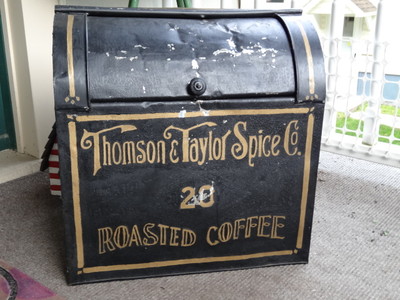 Thomson & Taylor Spice Co.
28
ROASTED COFFEE